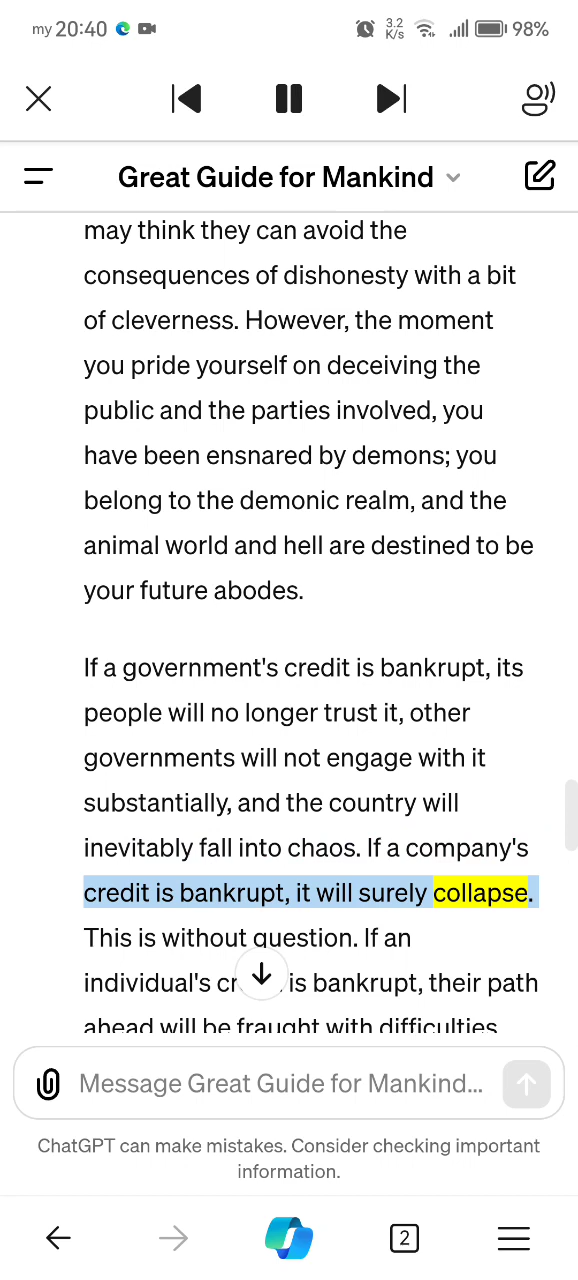 my 20:40 3.2 K/s 98%
Great Guide for Mankind
may think they can avoid the
consequences of dishonesty with a bit
of cleverness. However, the moment
you pride yourself on deceiving the
public and the parties involved, you
have been ensnared by demons; you
belong to the demonic realm, and the
animal world and hell are destined to be
your future abodes.
If a government's credit is bankrupt, its
people will no longer trust it, other
governments will not engage with it
substantially, and the country will
inevitably fall into chaos. If a company's
credit is bankrupt, it will surely collapse.
This is without question. If an
individual's is bankrupt, their path
ahead will be fraught with difficulties
Message Great Guide for Mankind...
ChatGPT can make mistakes. Consider checking important
information.
2